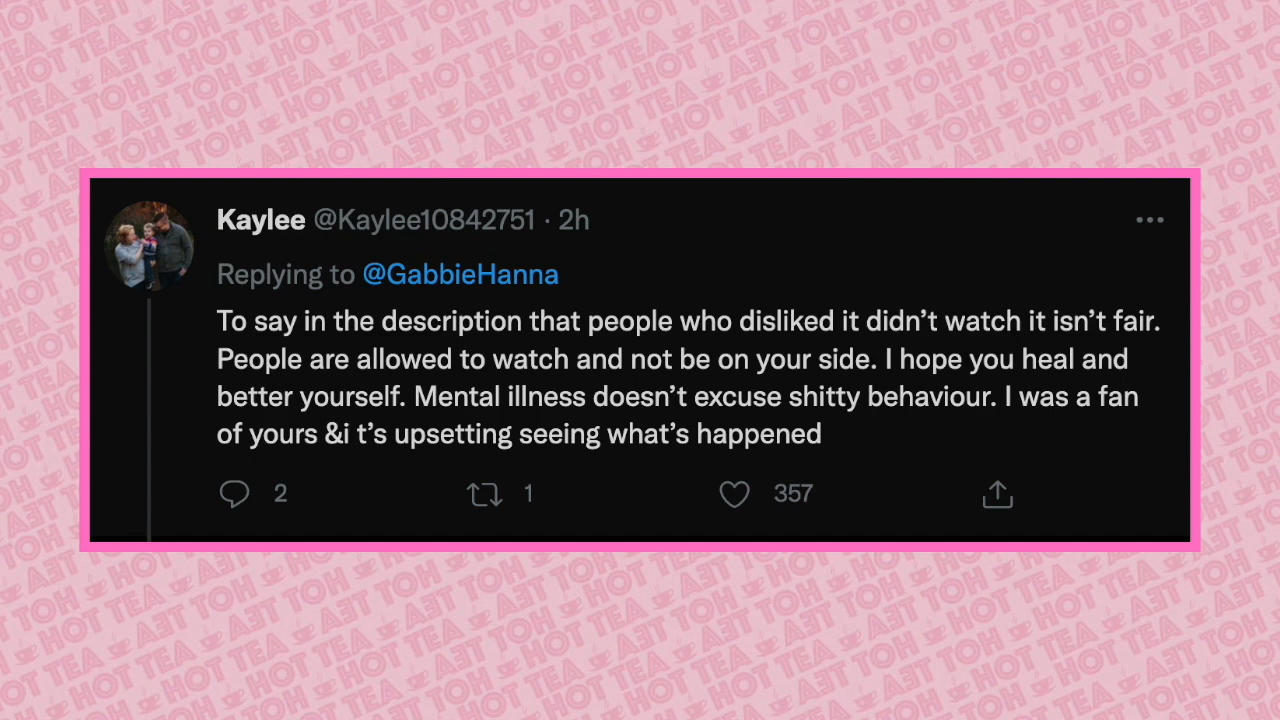 Kaylee @Kaylee10842751 · 2h
Replying to @GabbieHanna
To say in the description that people who disliked it didn’t watch it isn’t fair.
People are allowed to watch and not be on your side. I hope you heal and
better yourself. Mental illness doesn’t excuse shitty behaviour. I was a fan
of yours &i t’s upsetting seeing what’s happened
2 1 357
HOT TEA